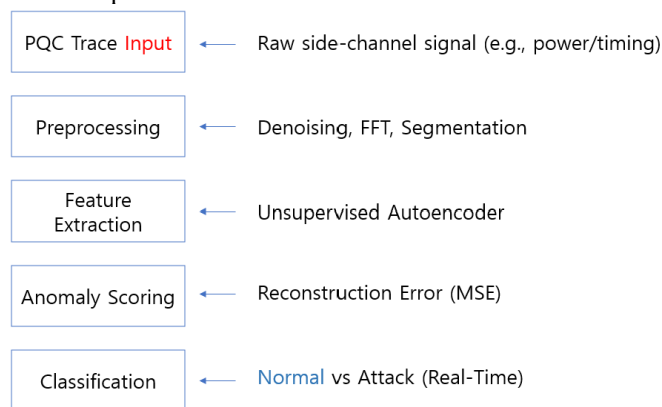 PQC Trace Input
Raw side-channel signal (e.g., power/timing)
Preprocessing
Denoising, FFT, Segmentation
Feature
Extraction
Unsupervised Autoencoder
Anomaly Scoring
Reconstruction Error (MSE)
Classification
Normal vs Attack (Real-Time)